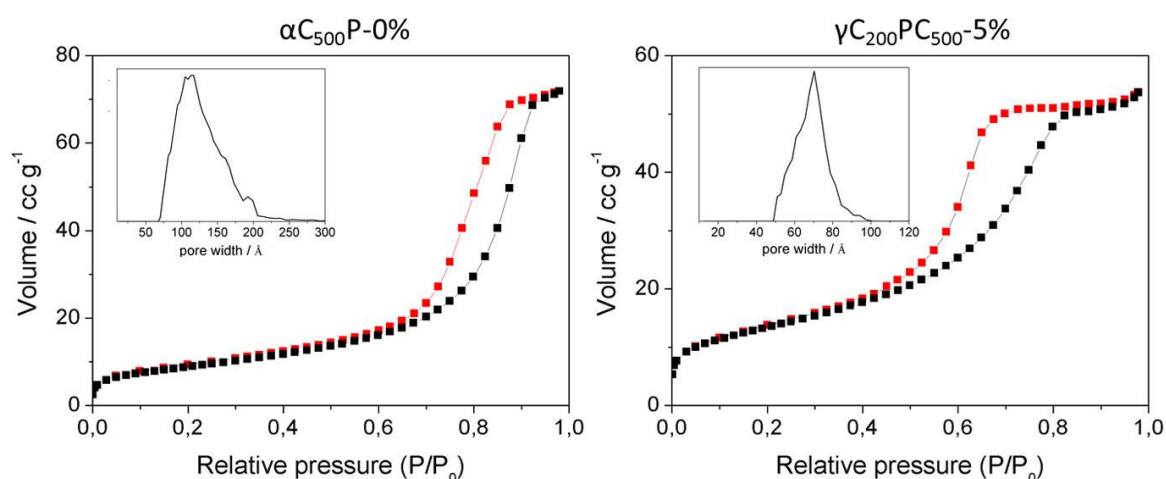 αC₅₀₀P-0%
γC₂₀₀PC₅₀₀-5%
80
60
40
20
0
Volume / cc g⁻¹
50 100 150 200 250 300
pore width / Å
0,0 0,2 0,4 0,6 0,8 1,0
Relative pressure (P/P₀)
60
40
20
0
Volume / cc g⁻¹
20 40 60 80 100 120
pore width / Å
0,0 0,2 0,4 0,6 0,8 1,0
Relative pressure (P/P₀)